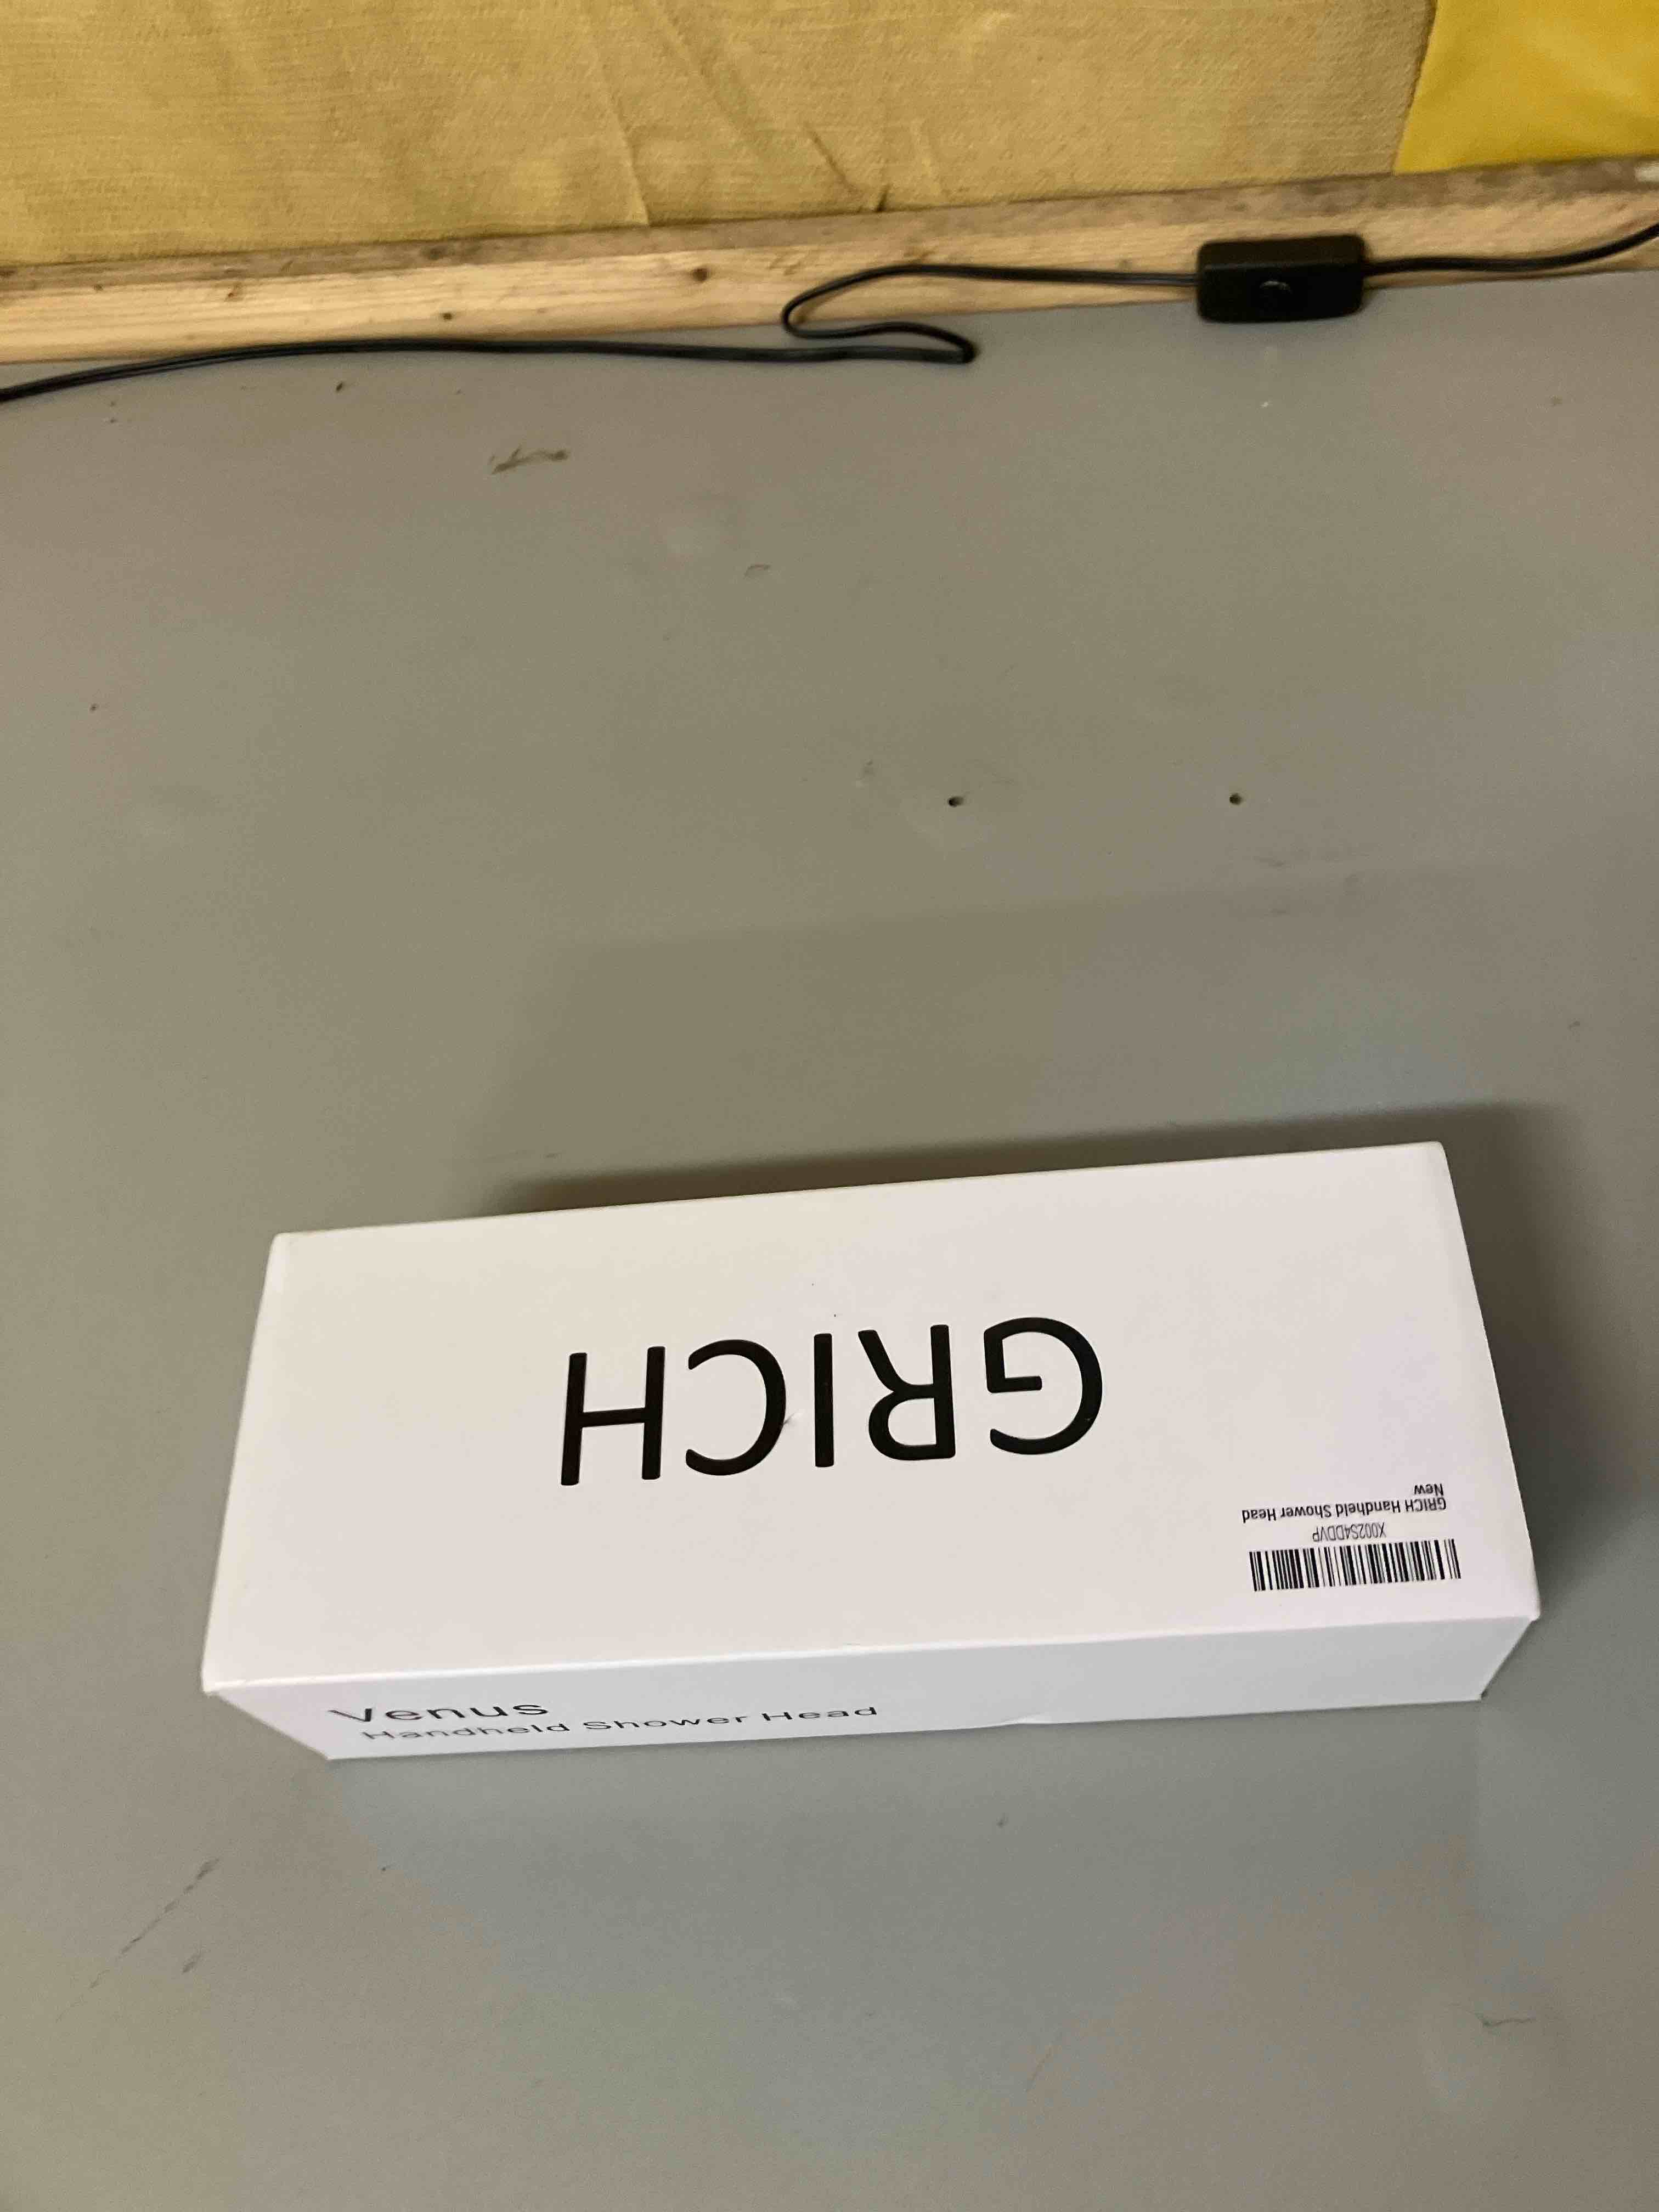 GRICH
X002S4DDVP
GRICH Handheld Shower Head
New
Venus
Handheld Shower Head